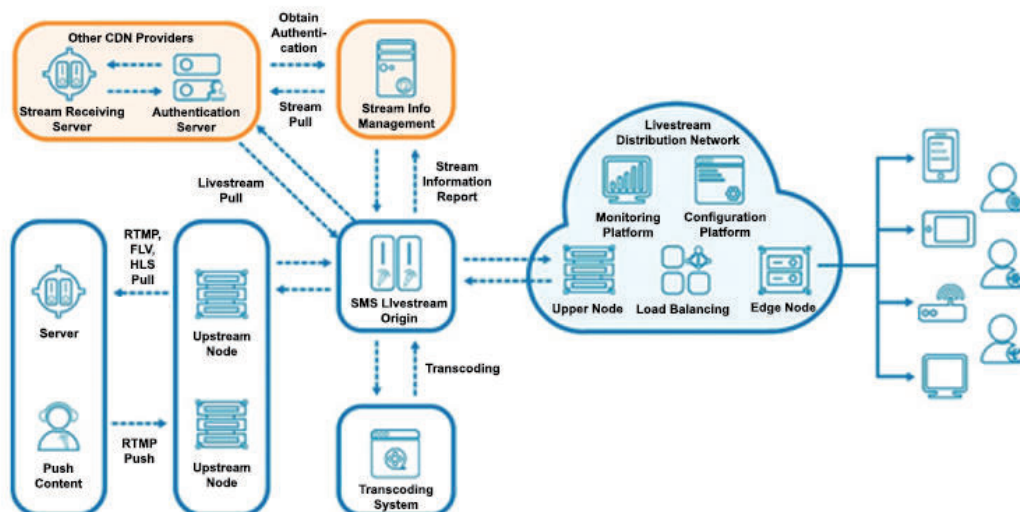 Other CDN Providers
Stream Receiving
Server
Authentication
Server
Obtain
Authenti-
cation
Stream
Pull
Stream Info
Management
Livestream
Pull
Stream
Information
Report
RTMP,
FLV,
HLS
Pull
Server
Upstream
Node
SMS LIvestream
Origin
Livestream
Distribution Network
Monitoring
Platform
Configuration
Platform
Upper Node
Load Balancing
Edge Node
Transcoding
Push
Content
RTMP
Push
Upstream
Node
Transcoding
System